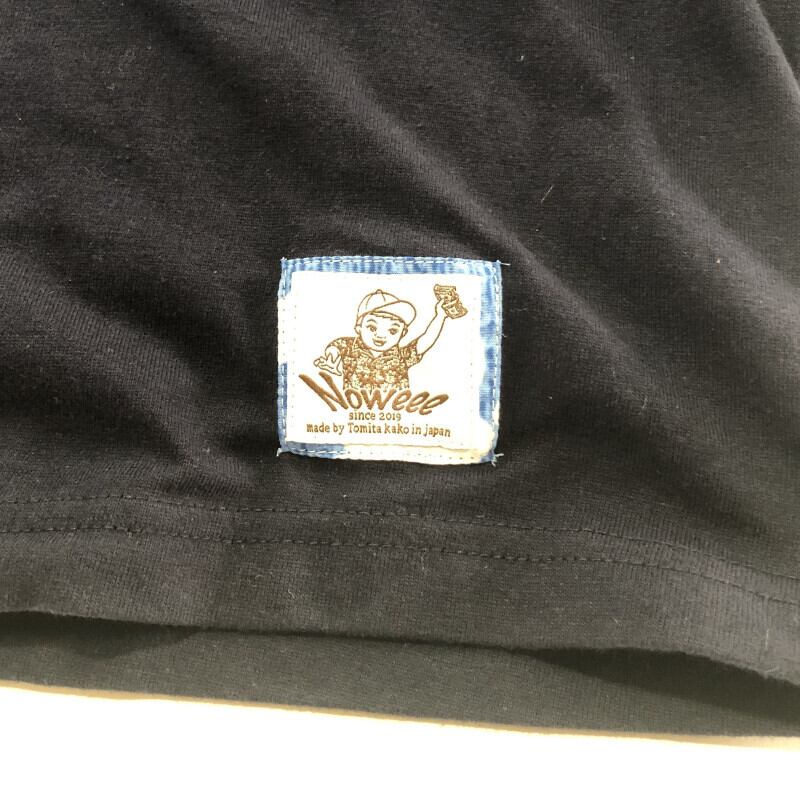 Noweee
since 2019
made by Tomita kako in japan